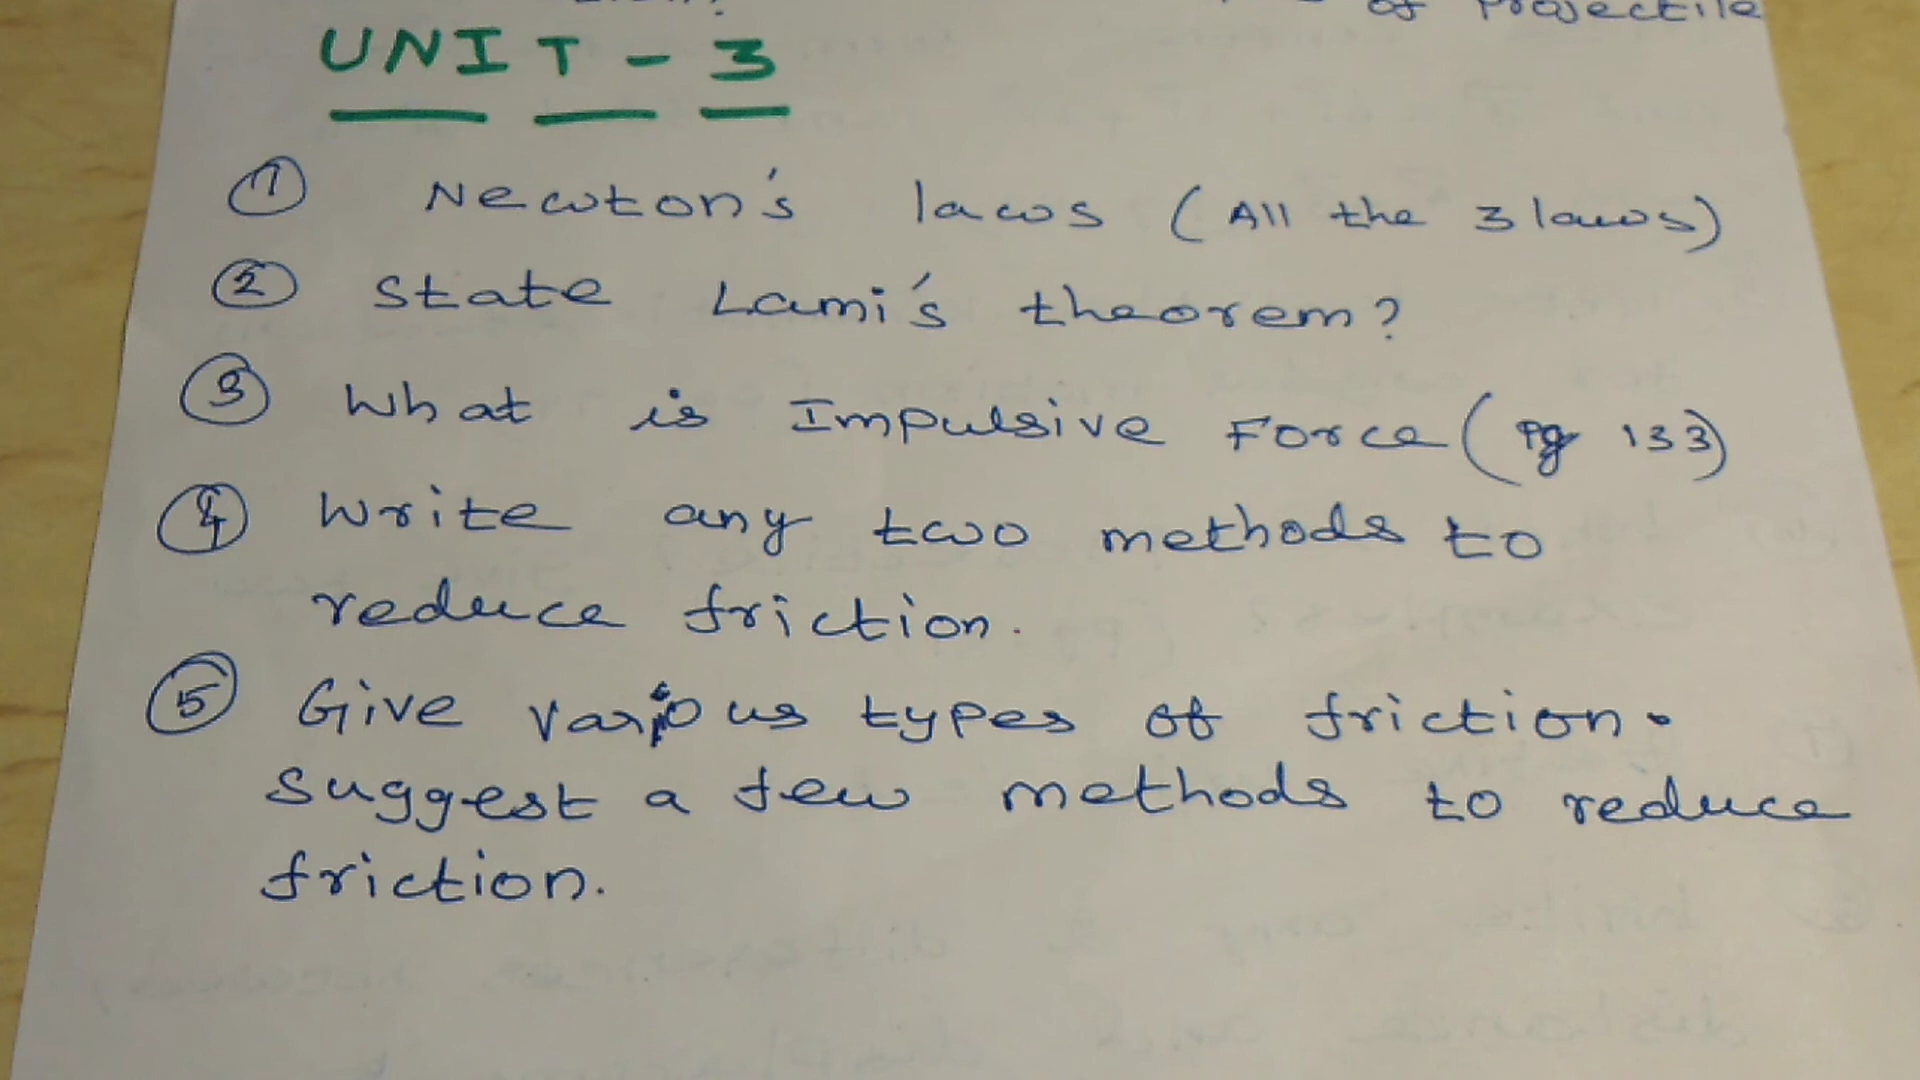 of Projectile
UNIT - 3
① Newton's laws (All the 3 laws)
② State Lami's theorem?
③ What is Impulsive Force (Pg 133)
④ Write any two methods to
reduce friction.
⑤ Give various types of friction.
Suggest a few methods to reduce
friction.